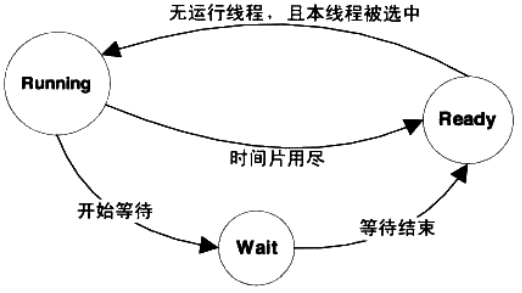 无运行线程，且本线程被选中
Running
Ready
时间片用尽
开始等待
等待结束
Wait